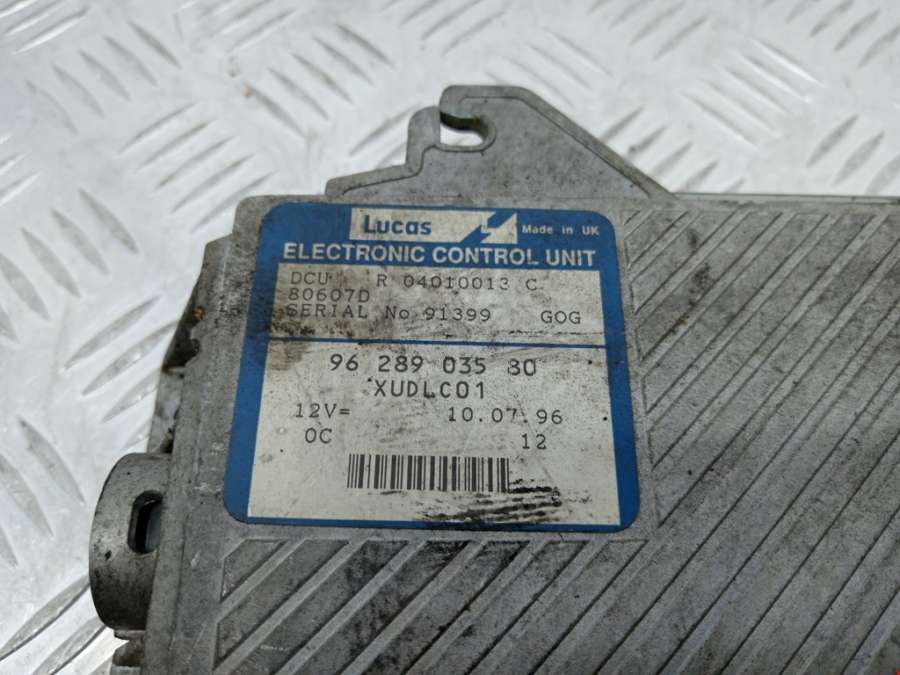 Lucas Made in UK
ELECTRONIC CONTROL UNIT
DCU R 04010013 C
80607D
SERIAL No 91399 GOG
96 289 035 80
XUDLC01
12V= 10.07.96
0C 12